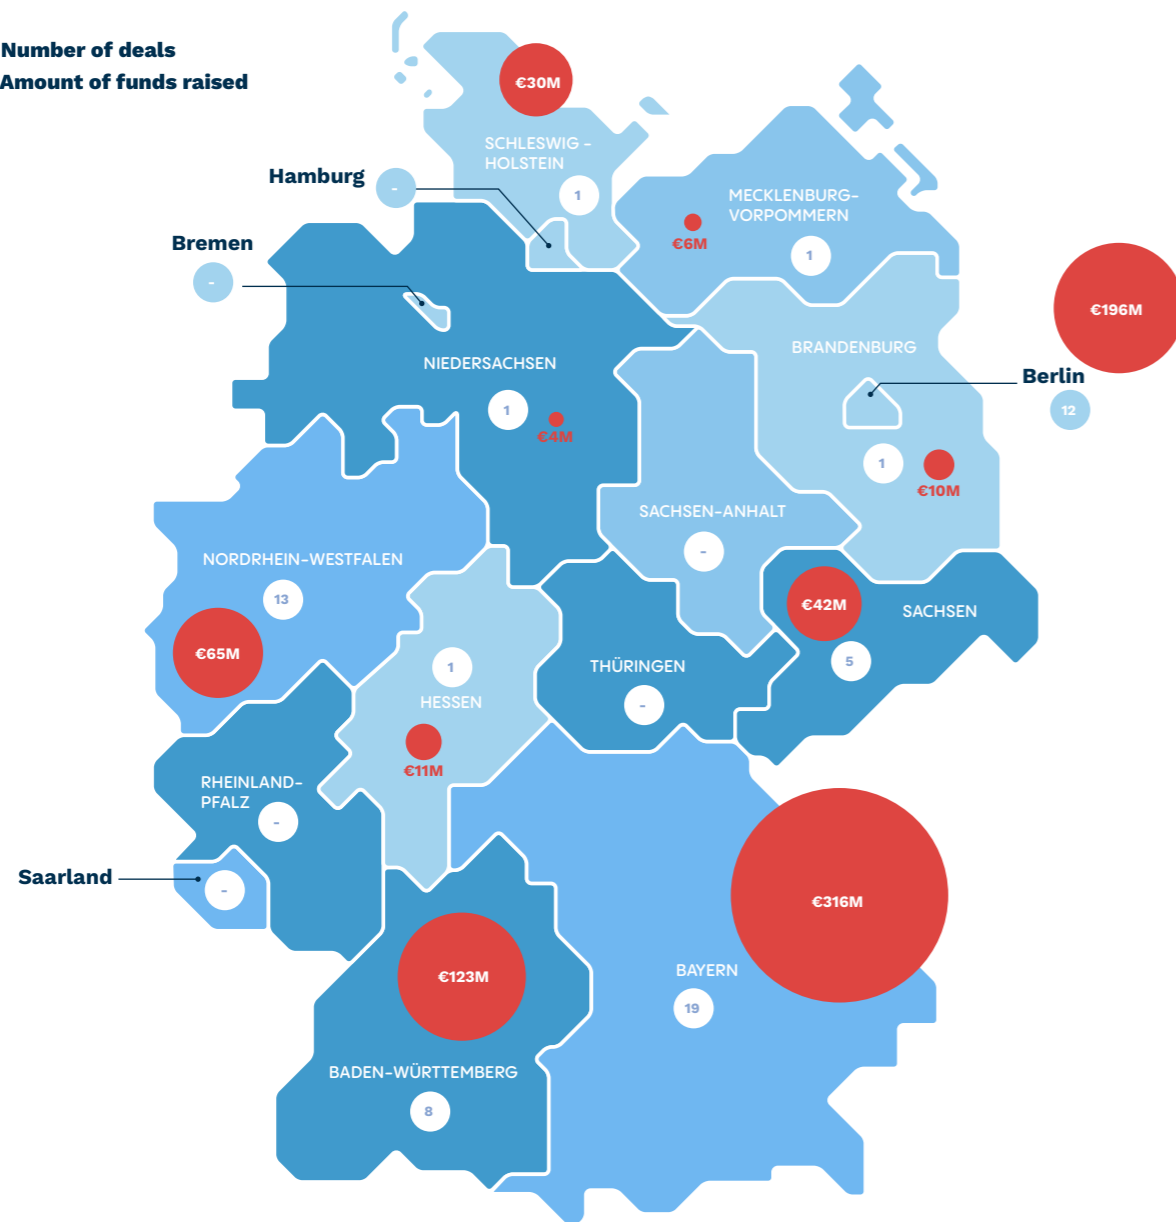 Number of deals
Amount of funds raised
€30M
SCHLESWIG -
HOLSTEIN
1
Hamburg
-
MECKLENBURG-
VORPOMMERN
€6M
1
Bremen
-
€196M
BRANDENBURG
NIEDERSACHSEN
Berlin
12
1
€4M
1
€10M
SACHSEN-ANHALT
-
NORDRHEIN-WESTFALEN
13
€65M
€42M
SACHSEN
5
THÜRINGEN
-
1
HESSEN
€11M
RHEINLAND-
PFALZ
-
Saarland
-
€316M
€123M
BAYERN
19
BADEN-WÜRTTEMBERG
8